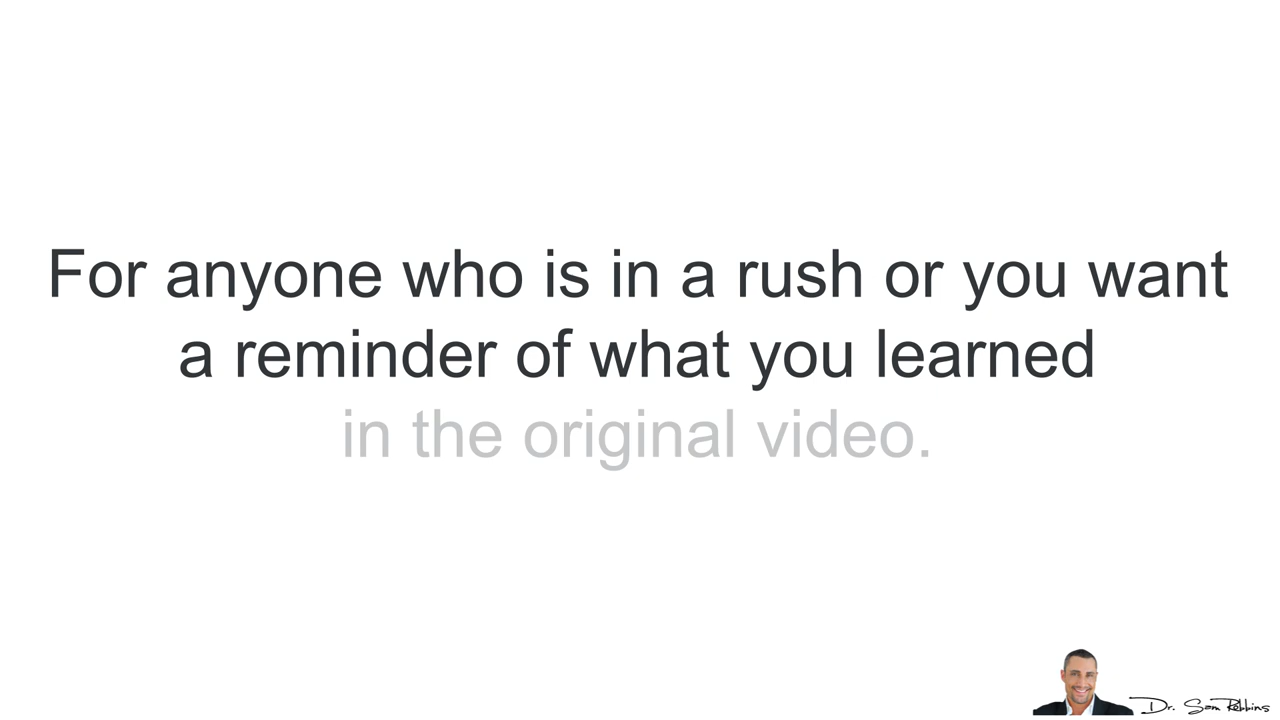 For anyone who is in a rush or you want
a reminder of what you learned
in the original video.
Dr. Sam Robbins